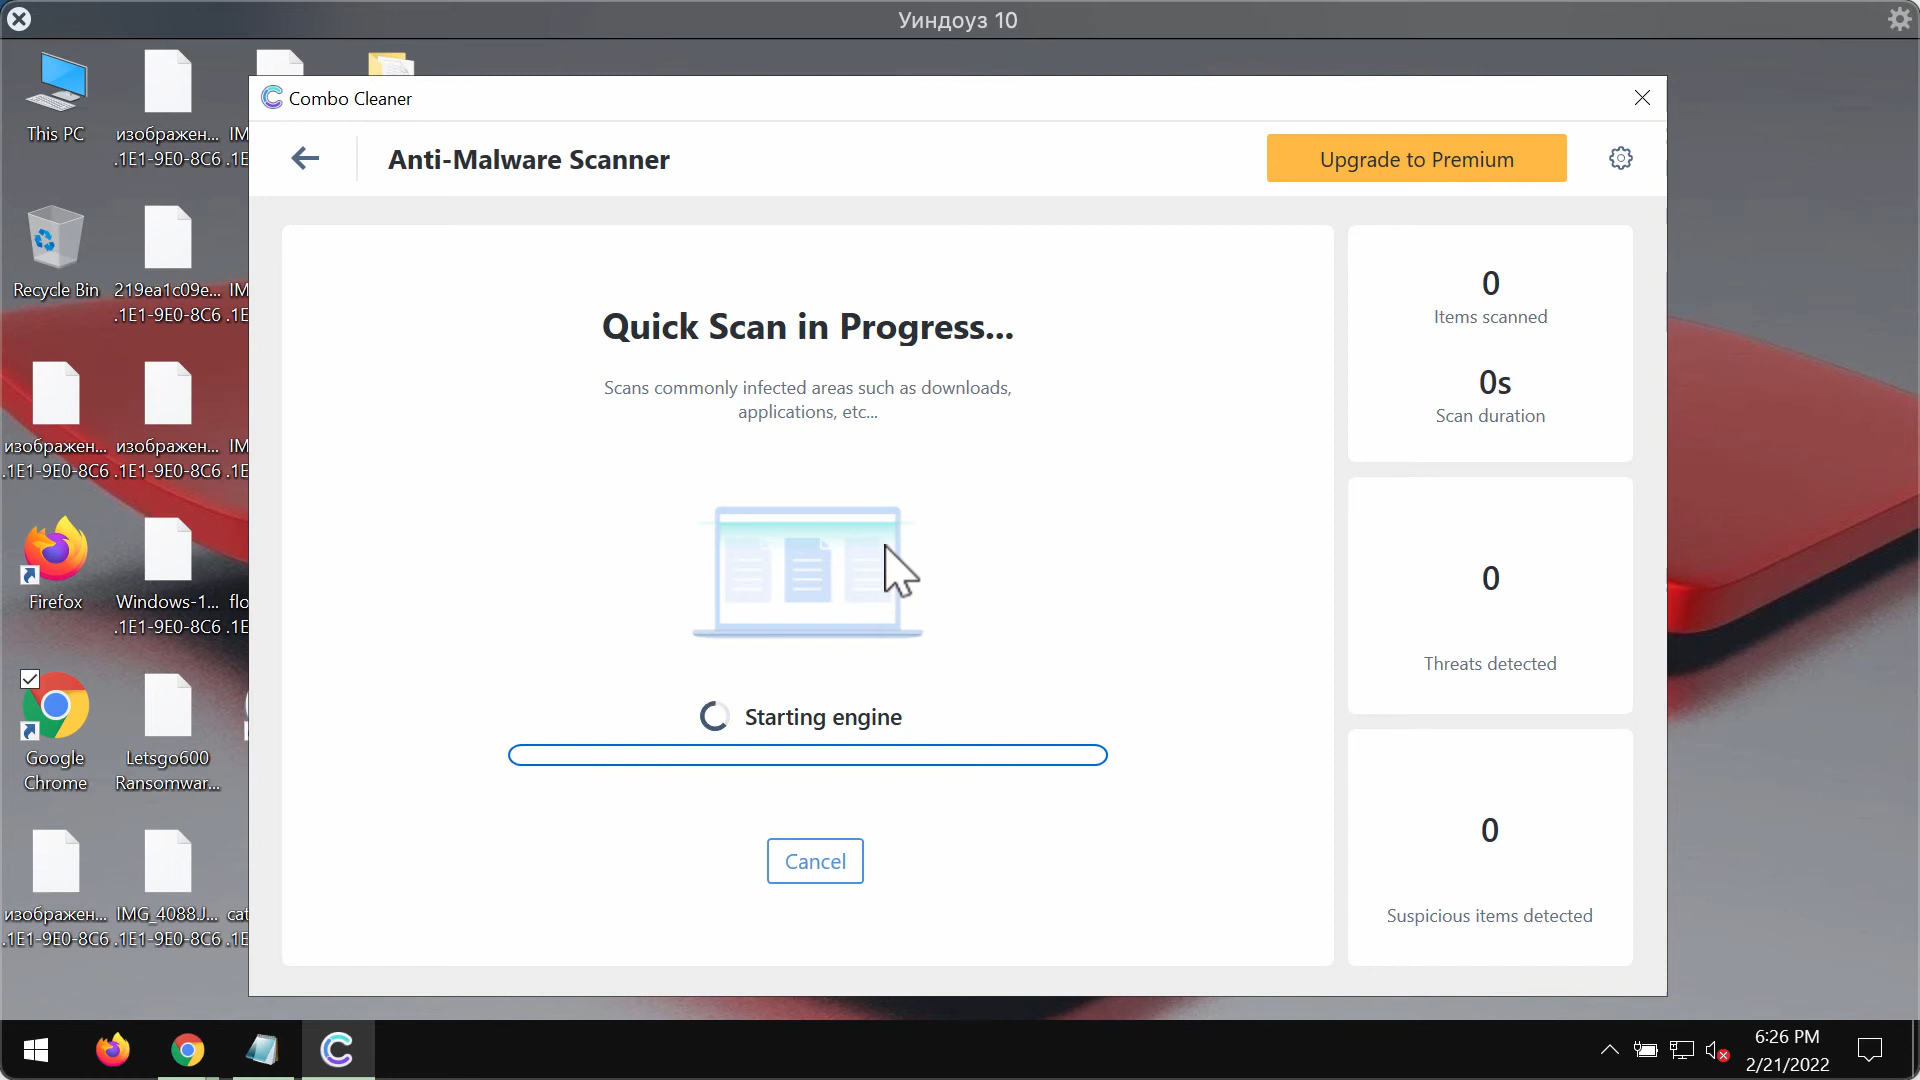 Уиндоуз 10
This PC
изображен...
.1E1-9E0-8C6
IM
.1E
Recycle Bin
219ea1c09e...
.1E1-9E0-8C6
IM
.1E
изображен...
.1E1-9E0-8C6
изображен...
.1E1-9E0-8C6
IM
.1E
Firefox
Windows-1...
.1E1-9E0-8C6
flo
.1E
Google
Chrome
Letsgo600
Ransomwar...
изображен...
.1E1-9E0-8C6
IMG_4088.J...
.1E1-9E0-8C6
cat
.1E
Combo Cleaner
Anti-Malware Scanner
Upgrade to Premium
Quick Scan in Progress...
Scans commonly infected areas such as downloads,
applications, etc...
Starting engine
Cancel
0
Items scanned
0s
Scan duration
0
Threats detected
0
Suspicious items detected
6:26 PM
2/21/2022